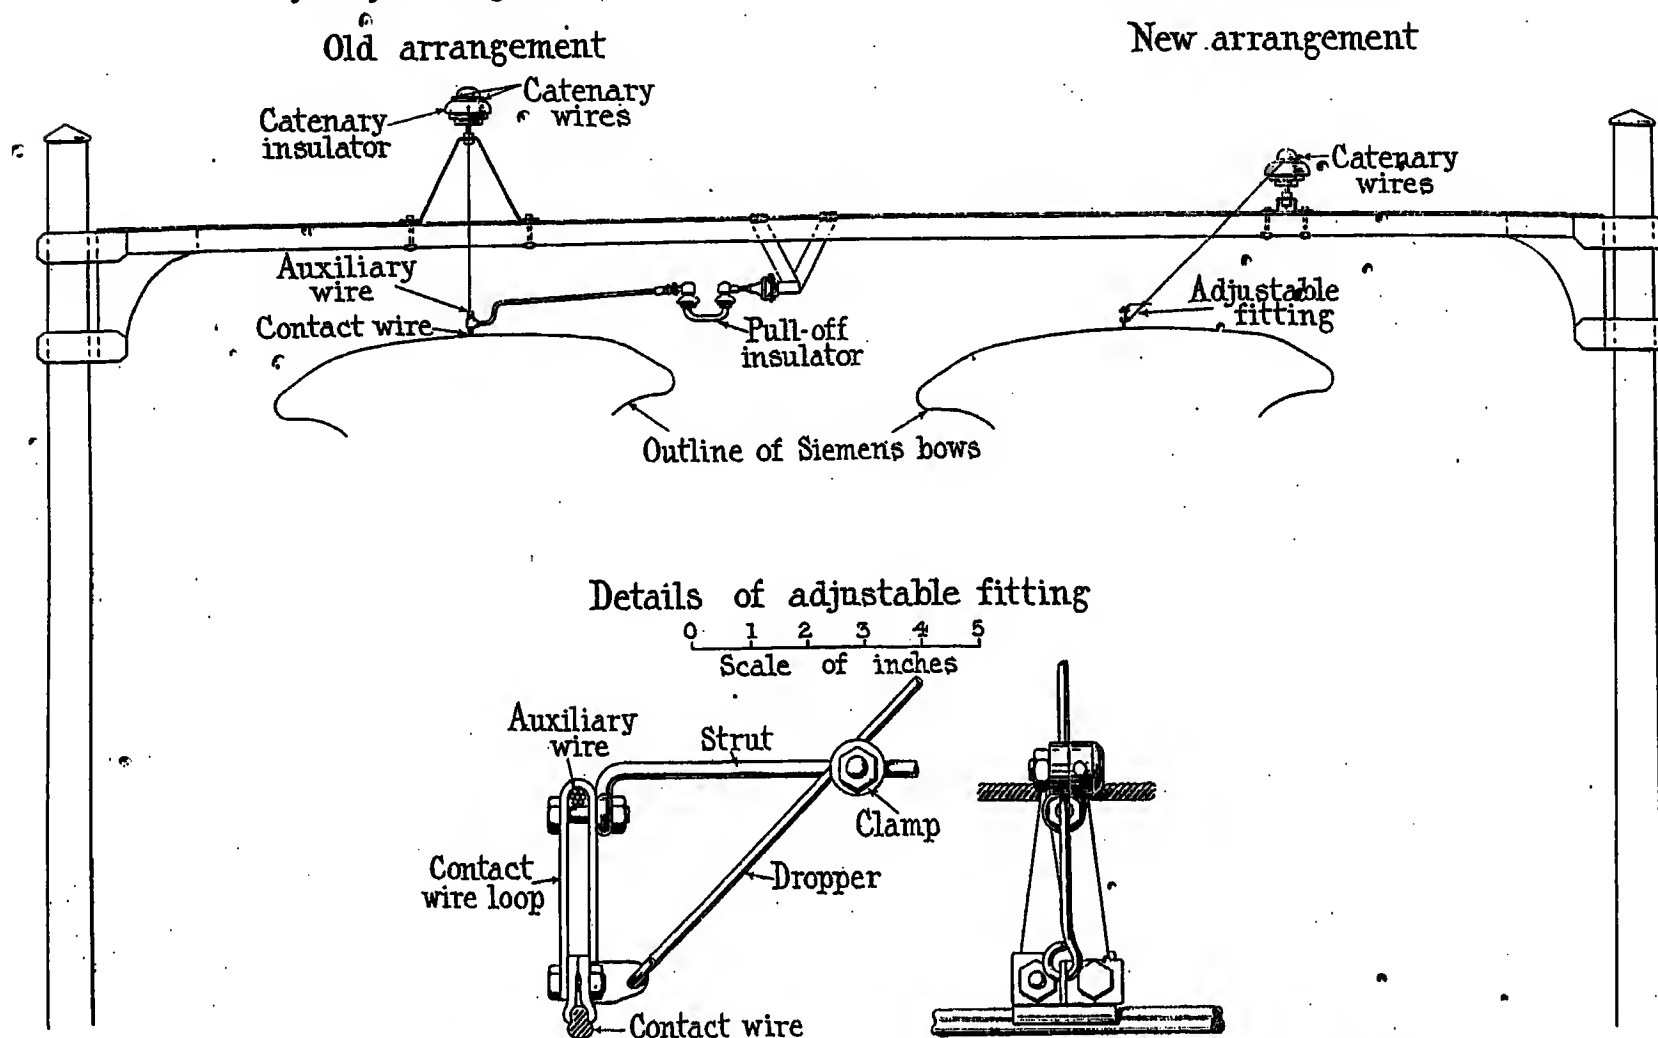 Old arrangement
New arrangement
Catenary
wires
Catenary
insulator
Catenary
wires
Auxiliary
wire
Contact wire
Pull-off
insulator
Adjustable
fitting
Outline of Siemens bows
Details of adjustable fitting
0 1 2 3 4 5
Scale of inches
Auxiliary
wire
Strut
Clamp
Contact
wire loop
Dropper
Contact wire